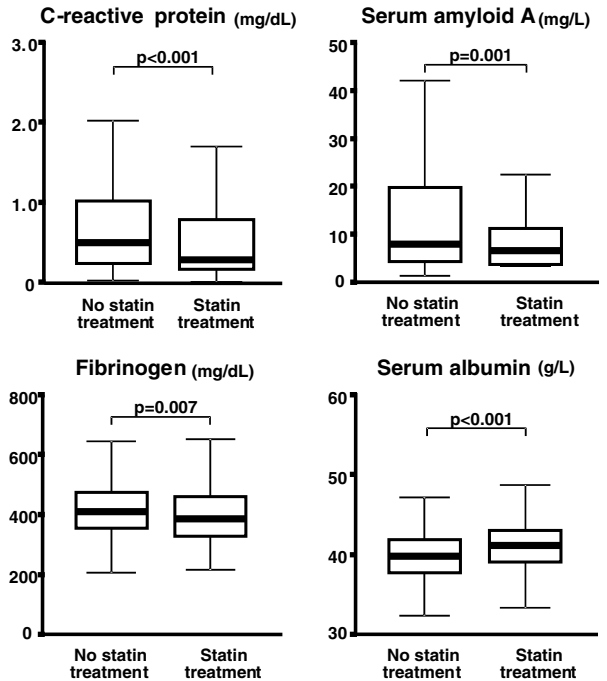 C-reactive protein (mg/dL)
3.0
2.0
1.0
0
p<0.001
No statin treatment
Statin treatment
Serum amyloid A (mg/L)
50
40
30
20
10
0
p=0.001
No statin treatment
Statin treatment
Fibrinogen (mg/dL)
800
600
400
200
0
p=0.007
No statin treatment
Statin treatment
Serum albumin (g/L)
60
50
40
30
p<0.001
No statin treatment
Statin treatment